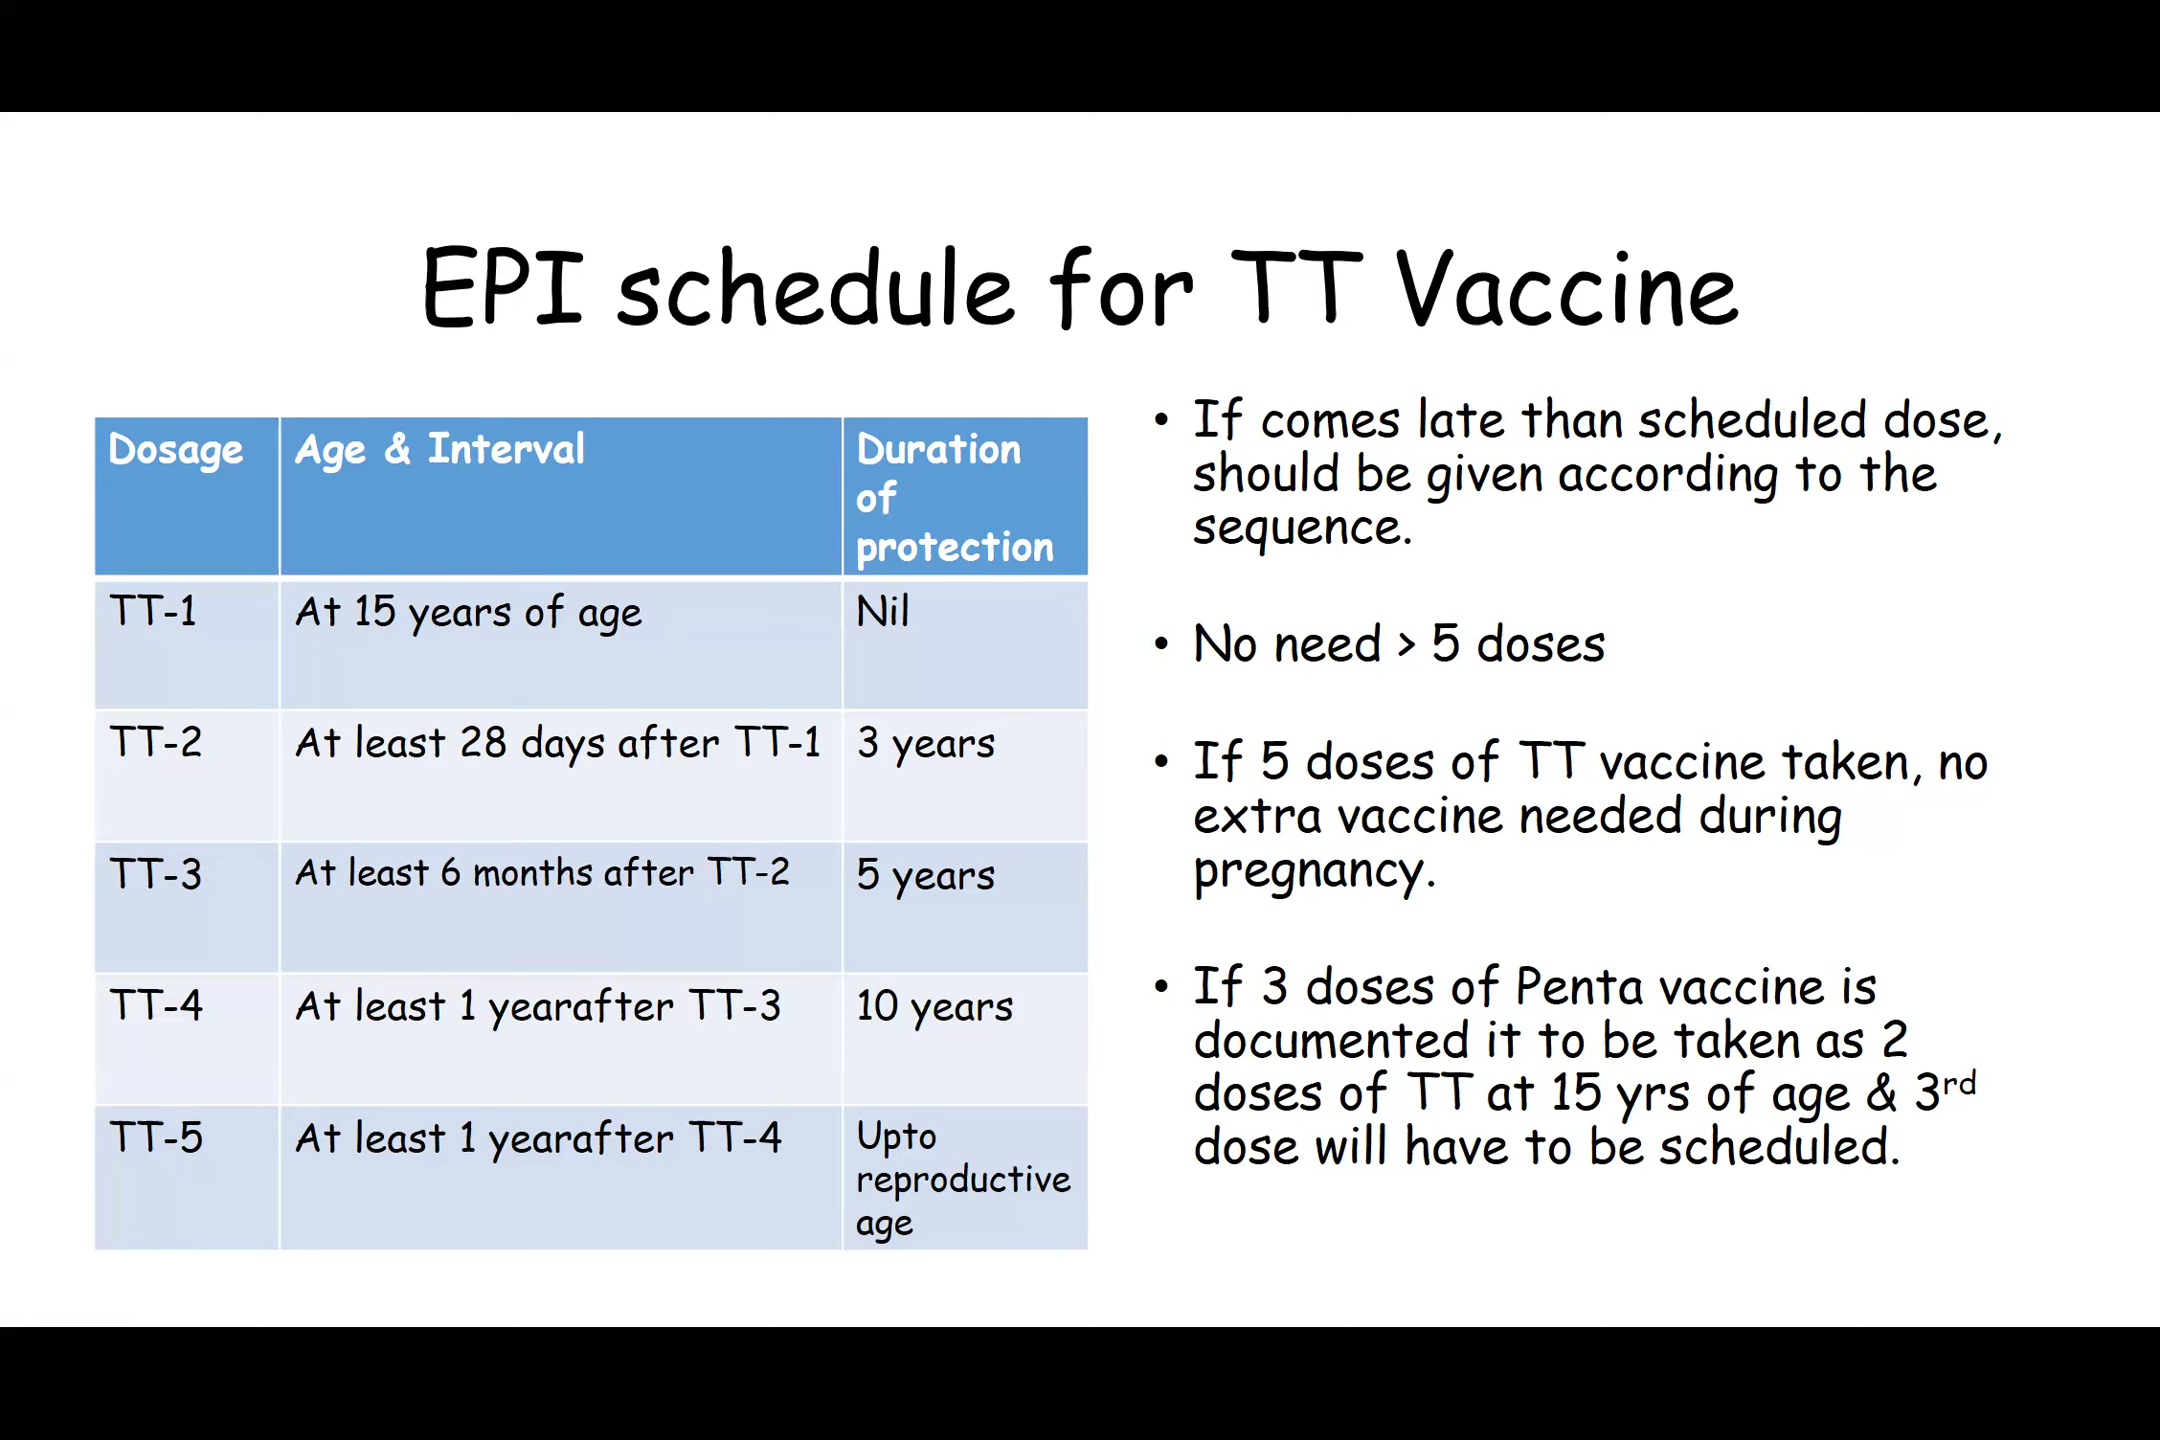 EPI schedule for TT Vaccine
Dosage
Age & Interval
Duration
of
protection
TT-1
At 15 years of age
Nil
TT-2
At least 28 days after TT-1
3 years
TT-3
At least 6 months after TT-2
5 years
TT-4
At least 1 yearafter TT-3
10 years
TT-5
At least 1 yearafter TT-4
Upto
reproductive
age
• If comes late than scheduled dose,
should be given according to the
sequence.
• No need > 5 doses
• If 5 doses of TT vaccine taken, no
extra vaccine needed during
pregnancy.
• If 3 doses of Penta vaccine is
documented it to be taken as 2
doses of TT at 15 yrs of age & 3rd
dose will have to be scheduled.